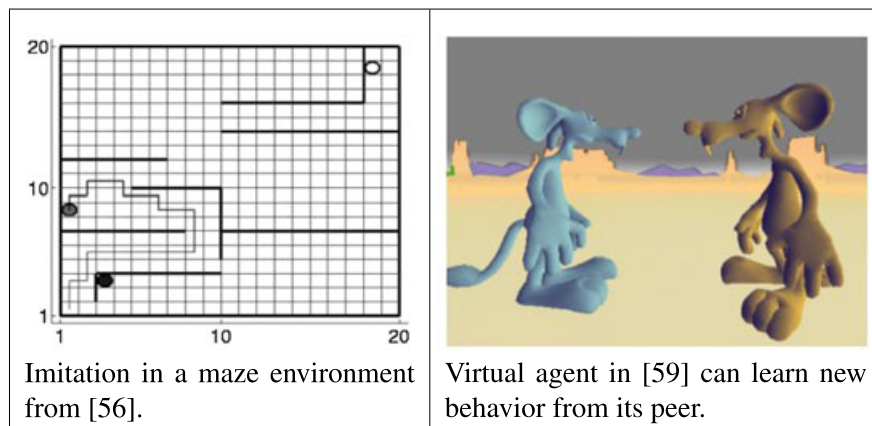 20
10
1
1
10
20
Imitation in a maze environment
from [56].
Virtual agent in [59] can learn new
behavior from its peer.